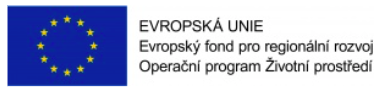 EVROPSKÁ UNIE
Evropský fond pro regionální rozvoj
Operační program Životní prostředí